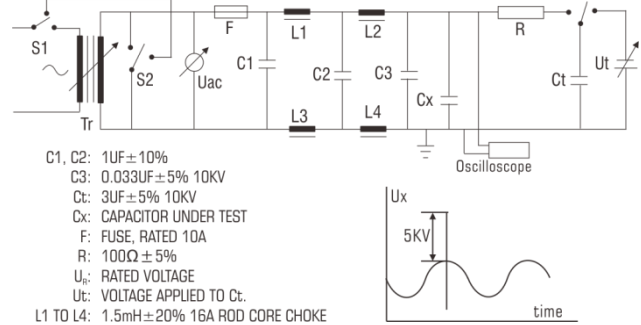 S1
S2
Tr
F
Uac
L1
L2
L3
L4
C1
C2
C3
Cx
R
Ct
Ut
Oscilloscope
C1, C2: 1UF±10%
C3: 0.033UF±5% 10KV
Ct: 3UF±5% 10KV
Cx: CAPACITOR UNDER TEST
F: FUSE, RATED 10A
R: 100Ω±5%
UR: RATED VOLTAGE
Ut: VOLTAGE APPLIED TO Ct.
L1 TO L4: 1.5mH±20% 16A ROD CORE CHOKE
Ux
5KV
time